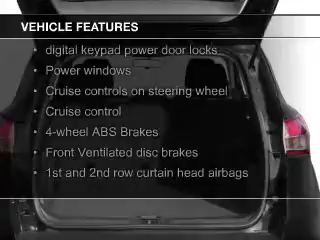 VEHICLE FEATURES
• digital keypad power door locks
• Power windows
• Cruise controls on steering wheel
• Cruise control
• 4-wheel ABS Brakes
• Front Ventilated disc brakes
• 1st and 2nd row curtain head airbags